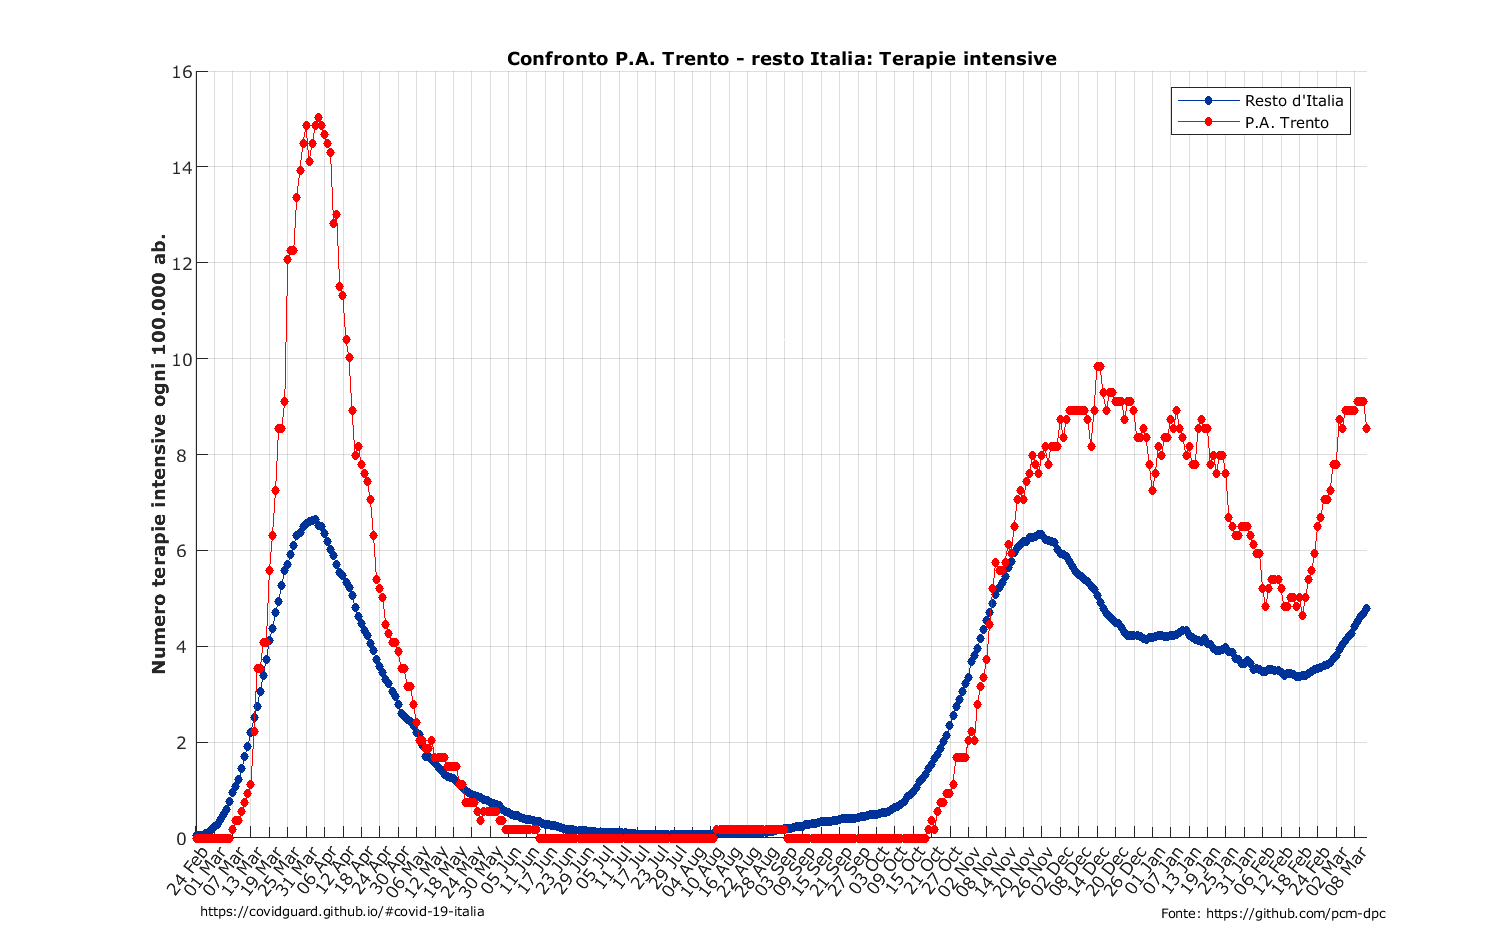 Confronto P.A. Trento - resto Italia: Terapie intensive
Numero terapie intensive ogni 100.000 ab.
16
14
12
10
8
6
4
2
0
Resto d'Italia
P.A. Trento
24 Feb
01 Mar
07 Mar
13 Mar
19 Mar
25 Mar
31 Mar
06 Apr
12 Apr
18 Apr
24 Apr
30 Apr
06 May
12 May
18 May
24 May
30 May
05 Jun
11 Jun
17 Jun
23 Jun
29 Jun
05 Jul
11 Jul
17 Jul
23 Jul
29 Jul
04 Aug
10 Aug
16 Aug
22 Aug
28 Aug
03 Sep
09 Sep
15 Sep
21 Sep
27 Sep
03 Oct
09 Oct
15 Oct
21 Oct
27 Oct
02 Nov
08 Nov
14 Nov
20 Nov
26 Nov
02 Dec
08 Dec
14 Dec
20 Dec
26 Dec
01 Jan
07 Jan
13 Jan
19 Jan
25 Jan
31 Jan
06 Feb
12 Feb
18 Feb
24 Feb
02 Mar
08 Mar
https://covidguard.github.io/#covid-19-italia
Fonte: https://github.com/pcm-dpc